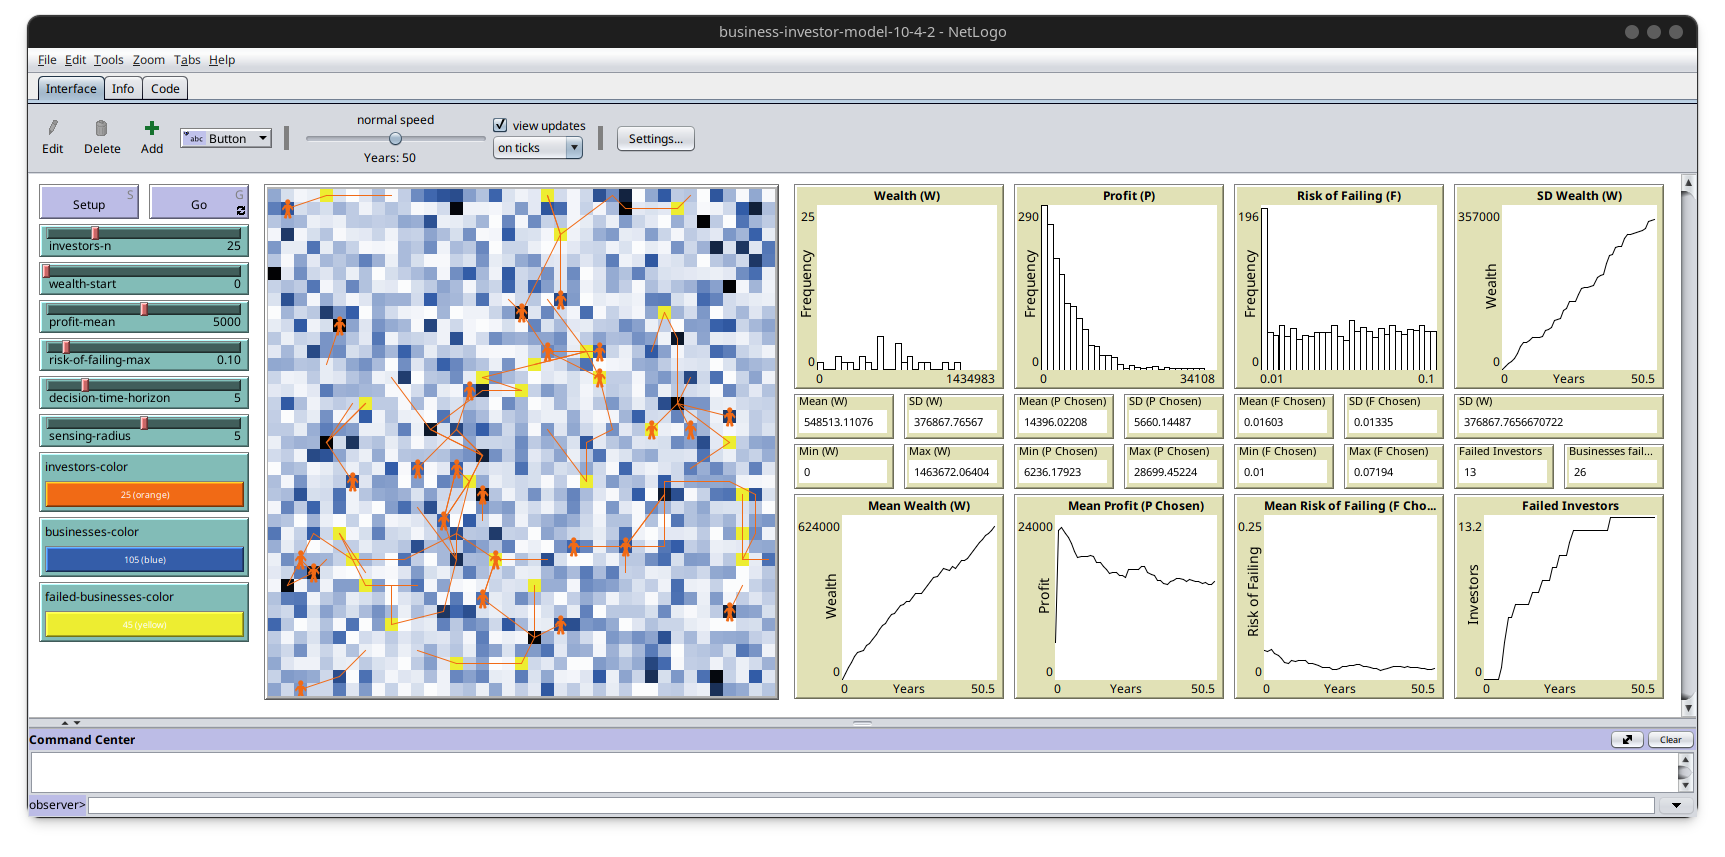 business-investor-model-10-4-2 - NetLogo
File Edit Tools Zoom Tabs Help
Interface Info Code
Edit
Delete
Add
abc Button
normal speed
Years: 50
view updates
on ticks
Settings...
Setup S
Go G
investors-n 25
wealth-start 0
profit-mean 5000
risk-of-failing-max 0.10
decision-time-horizon 5
sensing-radius 5
investors-color
25 (orange)
businesses-color
105 (blue)
failed-businesses-color
45 (yellow)
Wealth (W)
25
Frequency
0
0 1434983
Profit (P)
290
Frequency
0
0 34108
Risk of Failing (F)
196
Frequency
0
0.01 0.1
SD Wealth (W)
357000
Wealth
0
0 Years 50.5
Mean (W)
548513.11076
SD (W)
376867.76567
Mean (P Chosen)
14396.02208
SD (P Chosen)
5660.14487
Mean (F Chosen)
0.01603
SD (F Chosen)
0.01335
SD (W)
376867.7656670722
Min (W)
0
Max (W)
1463672.06404
Min (P Chosen)
6236.17923
Max (P Chosen)
28699.45224
Min (F Chosen)
0.01
Max (F Chosen)
0.07194
Failed Investors
13
Businesses fail...
26
Mean Wealth (W)
624000
Wealth
0
0 Years 50.5
Mean Profit (P Chosen)
24000
Profit
0
0 Years 50.5
Mean Risk of Failing (F Cho...
0.25
Risk of Failing
0
0 Years 50.5
Failed Investors
13.2
Investors
0
0 Years 50.5
Command Center
Clear
observer>